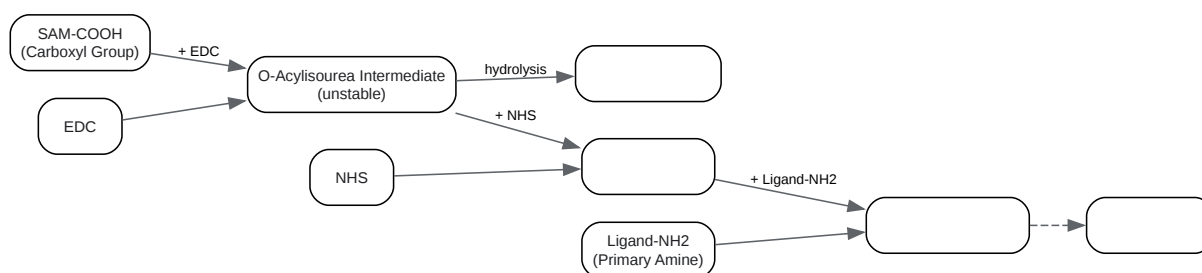 SAM-COOH
(Carboxyl Group)
+ EDC
EDC
O-Acylisourea Intermediate
(unstable)
hydrolysis
+ NHS
NHS
+ Ligand-NH2
Ligand-NH2
(Primary Amine)